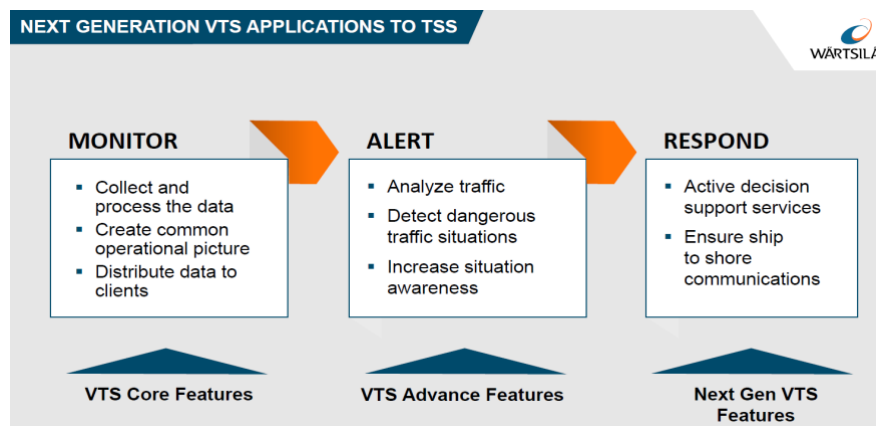 NEXT GENERATION VTS APPLICATIONS TO TSS
WÄRTSILÄ
MONITOR
▪ Collect and
process the data
▪ Create common
operational picture
▪ Distribute data to
clients
VTS Core Features
ALERT
▪ Analyze traffic
▪ Detect dangerous
traffic situations
▪ Increase situation
awareness
VTS Advance Features
RESPOND
▪ Active decision
support services
▪ Ensure ship
to shore
communications
Next Gen VTS
Features